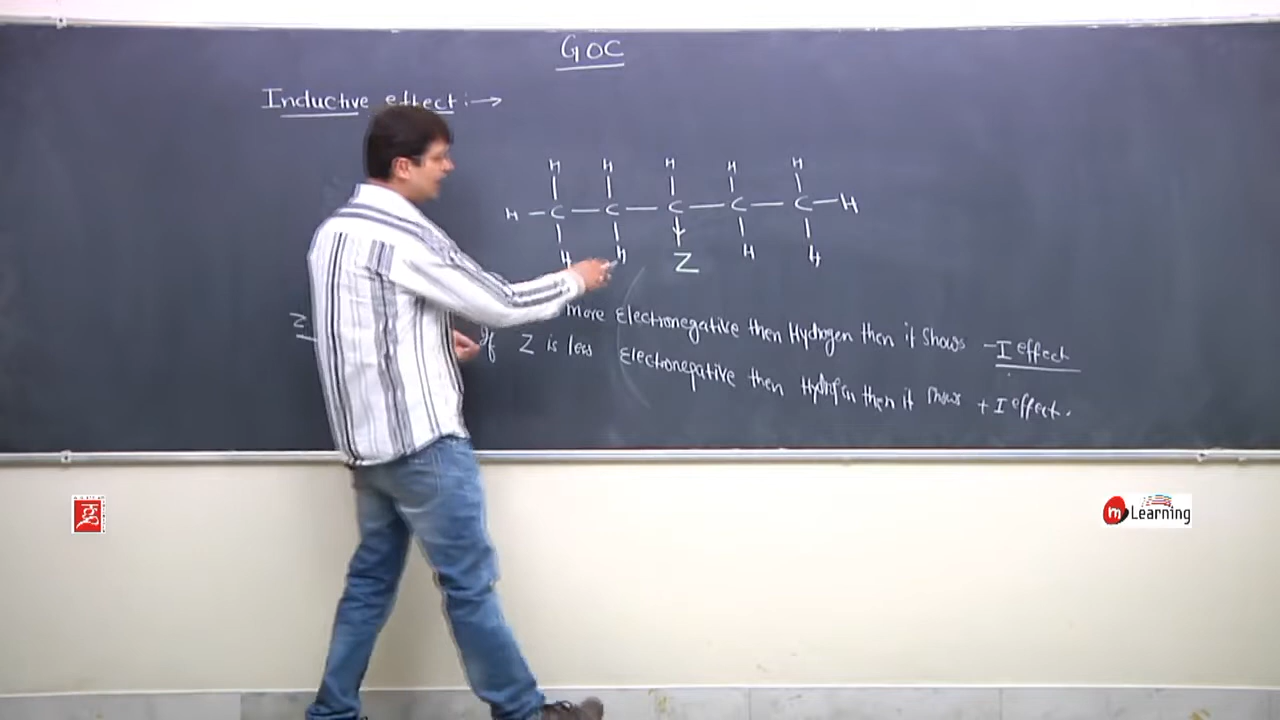 GOC
Inductive effect :→
H H H H H
H - C - C - C - C - C - H
H H Z H H
Z more Electronegative then Hydrogen then it Shows -I effect
If Z is less Electronegative then Hydrogen then it Shows + I effect.
m Learning